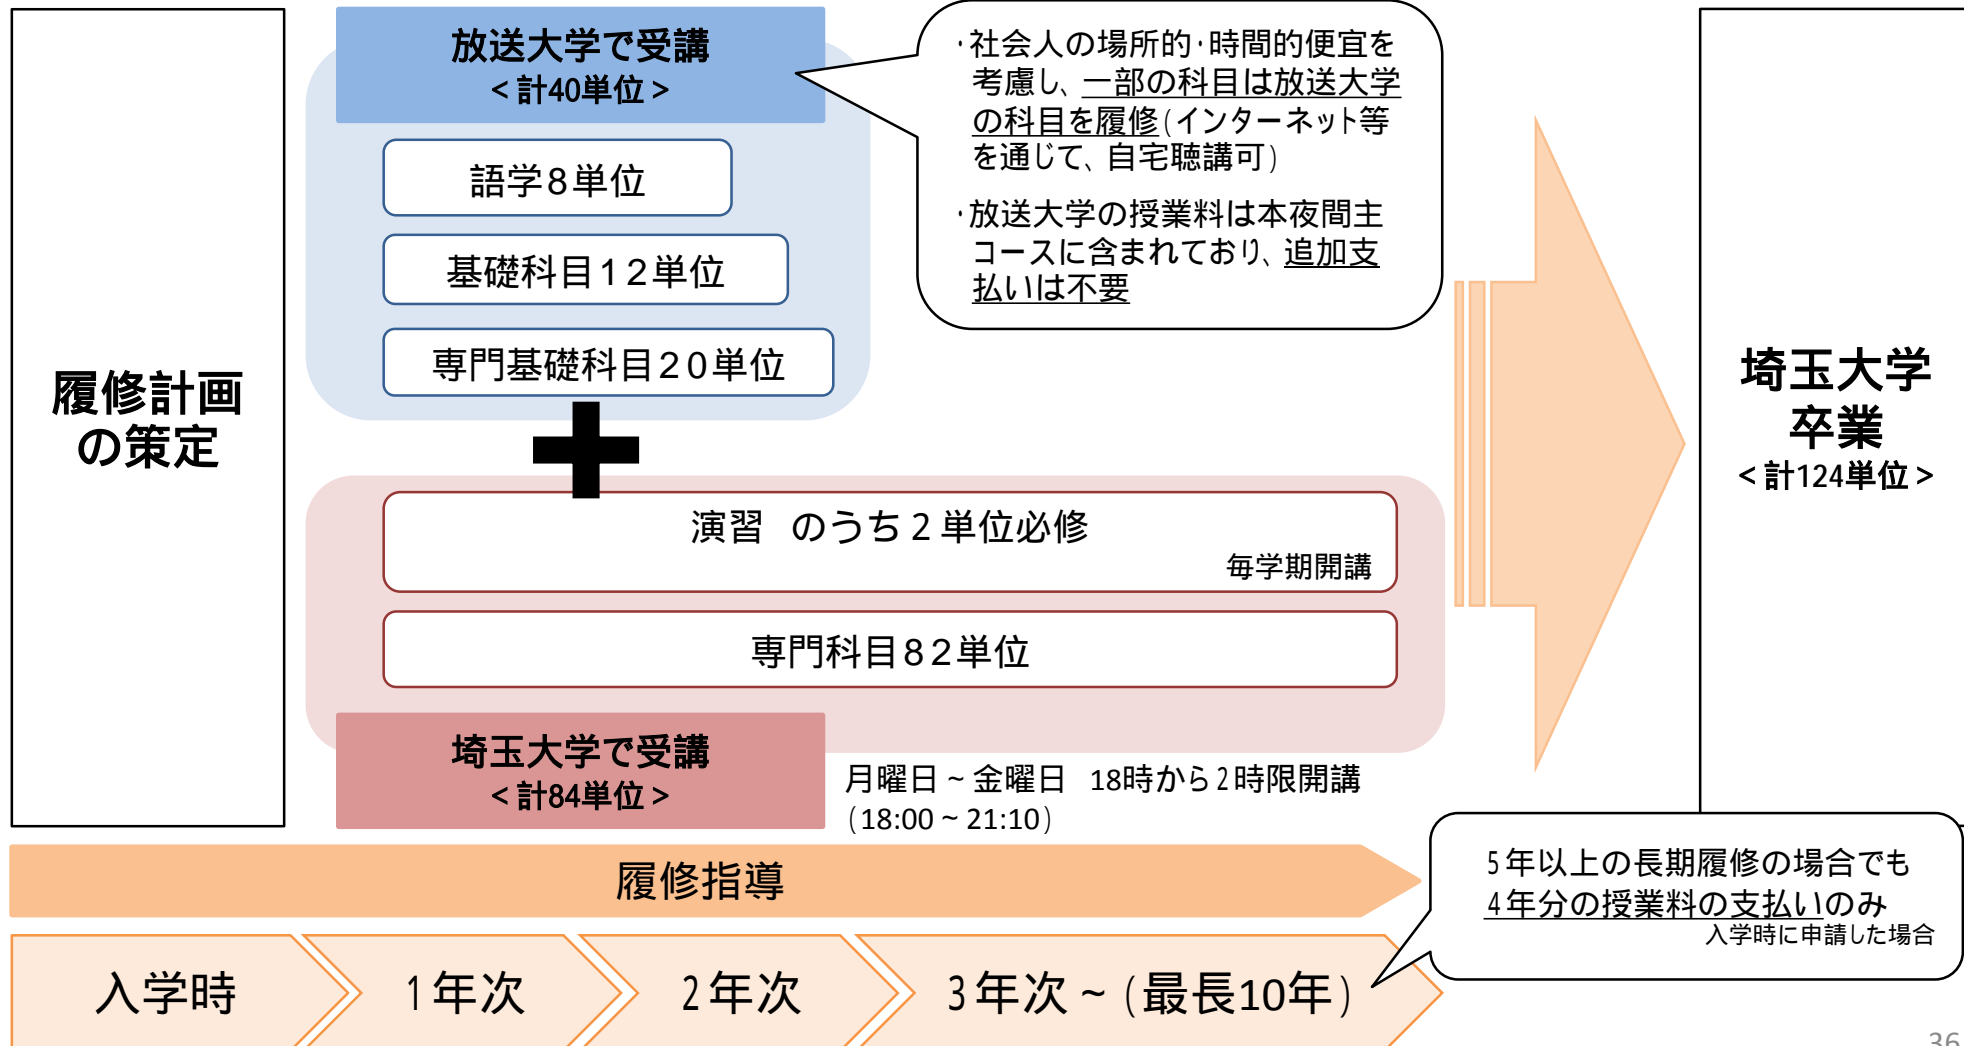 履修計画
の策定
放送大学で受講
<計40単位>
語学8単位
基礎科目12単位
専門基礎科目20単位
・社会人の場所的・時間的便宜を
考慮し、一部の科目は放送大学
の科目を履修(インターネット等
を通じて、自宅聴講可)
・放送大学の授業料は本夜間主
コースに含まれており、追加支
払いは不要
演習 のうち2単位必修
毎学期開講
専門科目82単位
埼玉大学で受講
<計84単位>
月曜日~金曜日 18時から2時限開講
(18:00~21:10)
埼玉大学
卒業
<計124単位>
履修指導
5年以上の長期履修の場合でも
4年分の授業料の支払いのみ
入学時に申請した場合
入学時
1年次
2年次
3年次~(最長10年)
36